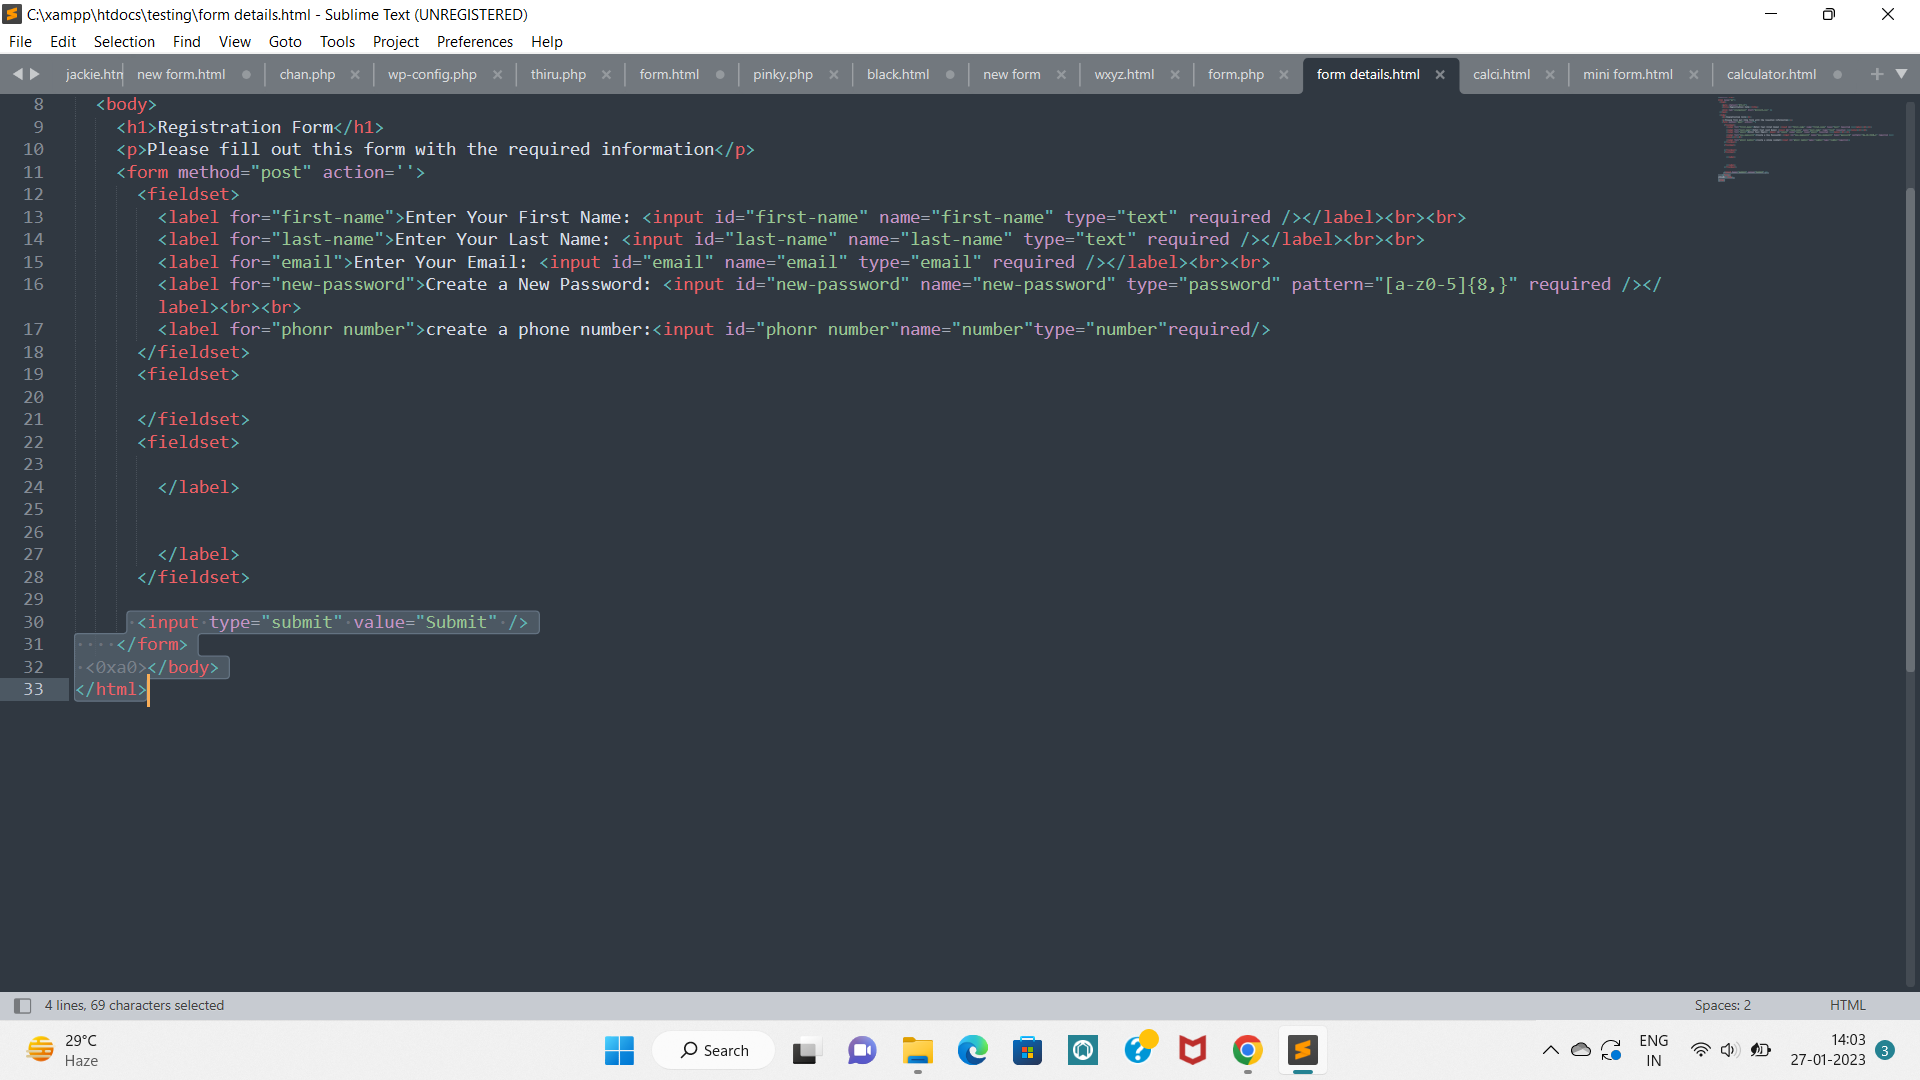 C:\xampp\htdocs\testing\form details.html - Sublime Text (UNREGISTERED)
File Edit Selection Find View Goto Tools Project Preferences Help
jackie.htn new form.html chan.php wp-config.php thiru.php form.html pinky.php black.html new form wxyz.html form.php form details.html calci.html mini form.html calculator.html
8 <body>
9 <h1>Registration Form</h1>
10 <p>Please fill out this form with the required information</p>
11 <form method="post" action=''>
12 <fieldset>
13 <label for="first-name">Enter Your First Name: <input id="first-name" name="first-name" type="text" required /></label><br><br>
14 <label for="last-name">Enter Your Last Name: <input id="last-name" name="last-name" type="text" required /></label><br><br>
15 <label for="email">Enter Your Email: <input id="email" name="email" type="email" required /></label><br><br>
16 <label for="new-password">Create a New Password: <input id="new-password" name="new-password" type="password" pattern="[a-z0-5]{8,}" required /></
label><br><br>
17 <label for="phonr number">create a phone number:<input id="phonr number"name="number"type="number"required/>
18 </fieldset>
19 <fieldset>
20
21 </fieldset>
22 <fieldset>
23
24 </label>
25
26
27 </label>
28 </fieldset>
29
30 <input type="submit" value="Submit" />
31 </form>
32 <0xa0></body>
33 </html>
4 lines, 69 characters selected
Spaces: 2
HTML
29°C
Haze
Search
ENG
IN
14:03
27-01-2023
3